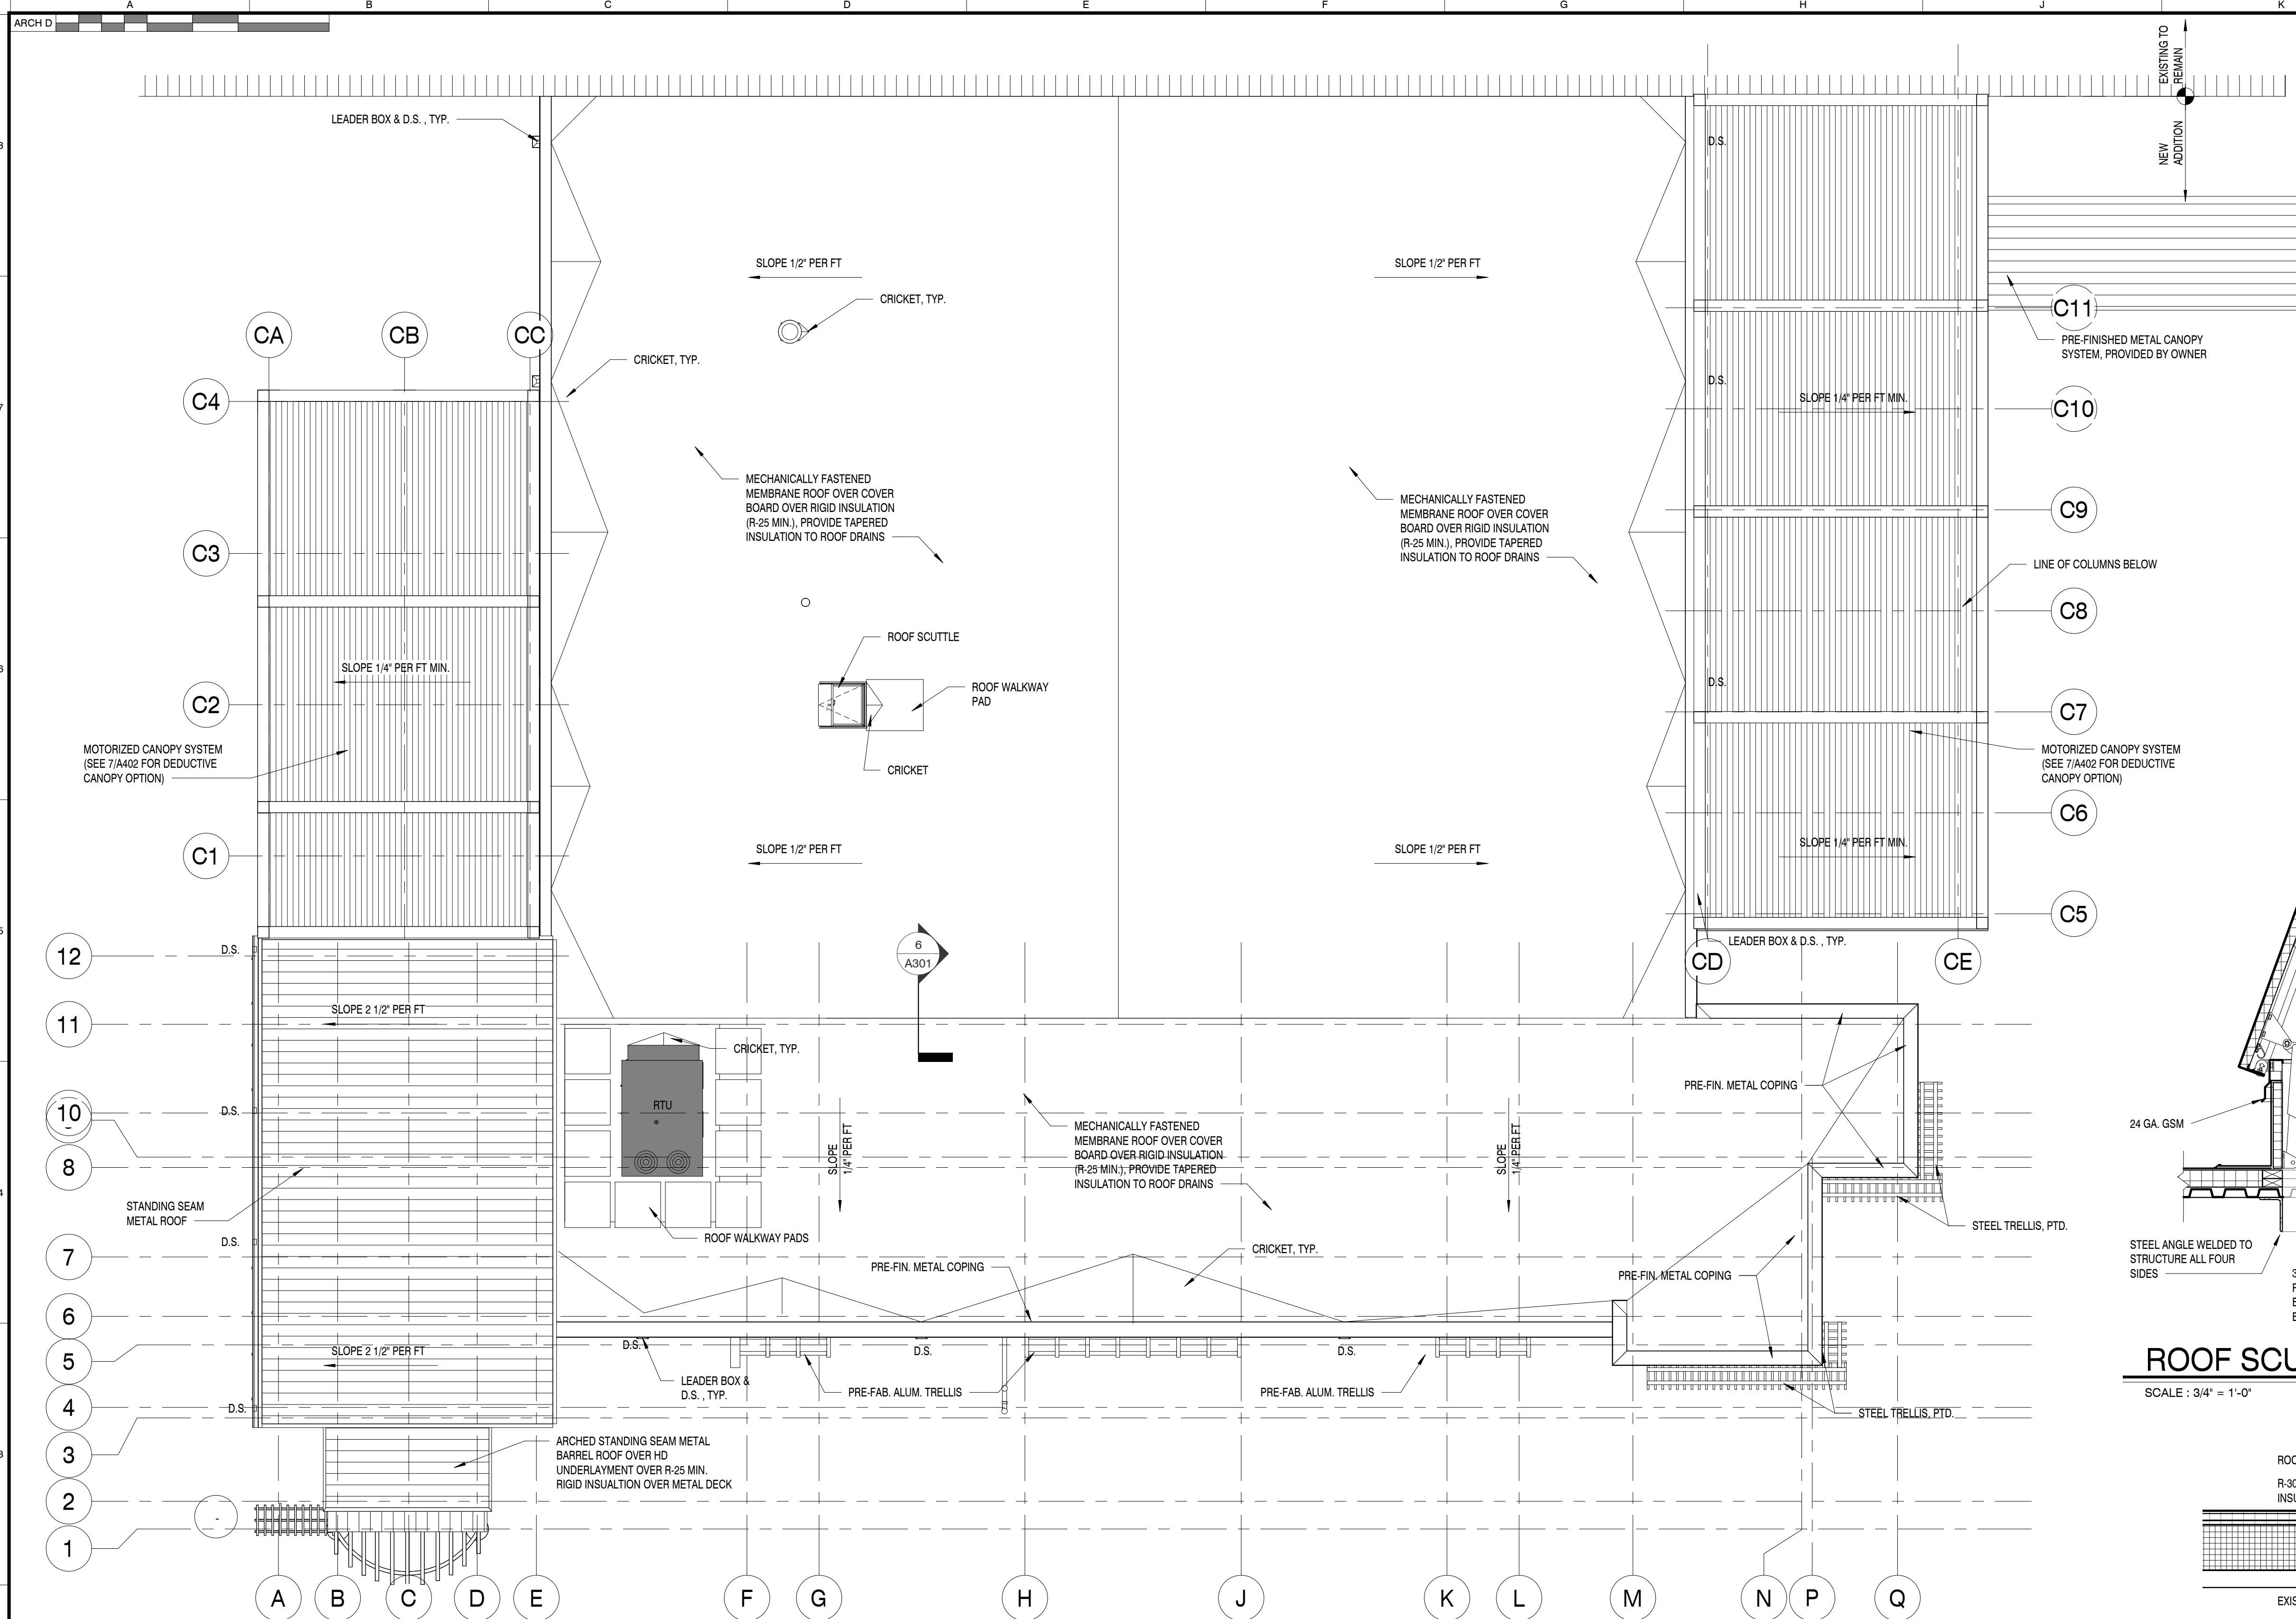 A
B
C
D
E
F
G
H
J
K
ARCH D
EXISTING TO
REMAIN
NEW
ADDITION
LEADER BOX & D.S. , TYP.
D.S.
SLOPE 1/2" PER FT
SLOPE 1/2" PER FT
CRICKET, TYP.
CRICKET, TYP.
CA
CB
CC
C4
C3
C2
C1
C11
C10
C9
C8
C7
C6
C5
PRE-FINISHED METAL CANOPY
SYSTEM, PROVIDED BY OWNER
D.S.
SLOPE 1/4" PER FT MIN.
MECHANICALLY FASTENED
MEMBRANE ROOF OVER COVER
BOARD OVER RIGID INSULATION
(R-25 MIN.), PROVIDE TAPERED
INSULATION TO ROOF DRAINS
MECHANICALLY FASTENED
MEMBRANE ROOF OVER COVER
BOARD OVER RIGID INSULATION
(R-25 MIN.), PROVIDE TAPERED
INSULATION TO ROOF DRAINS
LINE OF COLUMNS BELOW
ROOF SCUTTLE
SLOPE 1/4" PER FT MIN.
ROOF WALKWAY
PAD
D.S.
MOTORIZED CANOPY SYSTEM
(SEE 7/A402 FOR DEDUCTIVE
CANOPY OPTION)
CRICKET
MOTORIZED CANOPY SYSTEM
(SEE 7/A402 FOR DEDUCTIVE
CANOPY OPTION)
SLOPE 1/2" PER FT
SLOPE 1/2" PER FT
SLOPE 1/4" PER FT MIN.
6
A301
LEADER BOX & D.S. , TYP.
CD
CE
12
11
10
8
7
6
5
4
3
2
1
D.S.
SLOPE 2 1/2" PER FT
CRICKET, TYP.
RTU
D.S.
PRE-FIN. METAL COPING
MECHANICALLY FASTENED
MEMBRANE ROOF OVER COVER
BOARD OVER RIGID INSULATION
(R-25 MIN.), PROVIDE TAPERED
INSULATION TO ROOF DRAINS
SLOPE
1/4" PER FT
SLOPE
1/4" PER FT
24 GA. GSM
STANDING SEAM
METAL ROOF
STEEL TRELLIS, PTD.
D.S.
ROOF WALKWAY PADS
CRICKET, TYP.
STEEL ANGLE WELDED TO
STRUCTURE ALL FOUR
SIDES
PRE-FIN. METAL COPING
PRE-FIN. METAL COPING
D.S.
D.S.
D.S.
SLOPE 2 1/2" PER FT
LEADER BOX &
D.S. , TYP.
PRE-FAB. ALUM. TRELLIS
PRE-FAB. ALUM. TRELLIS
ROOF SCU
SCALE : 3/4" = 1'-0"
D.S.
STEEL TRELLIS, PTD.
ARCHED STANDING SEAM METAL
BARREL ROOF OVER HD
UNDERLAYMENT OVER R-25 MIN.
RIGID INSUALTION OVER METAL DECK
ROO
R-30
INSU
-
EXIS
A
B
C
D
E
F
G
H
J
K
L
M
N
P
Q